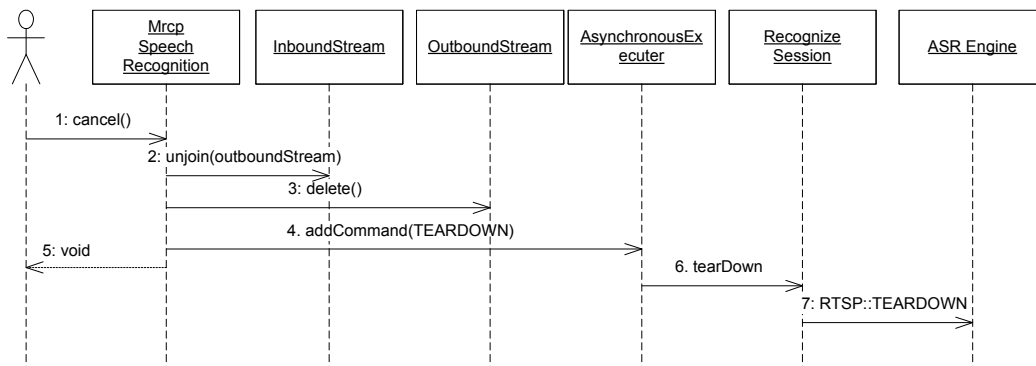 Mrcp
Speech
Recognition
InboundStream
OutboundStream
AsynchronousEx
ecuter
Recognize
Session
ASR Engine
1: cancel()
2: unjoin(outboundStream)
3: delete()
4. addCommand(TEARDOWN)
5: void
6. tearDown
7: RTSP::TEARDOWN